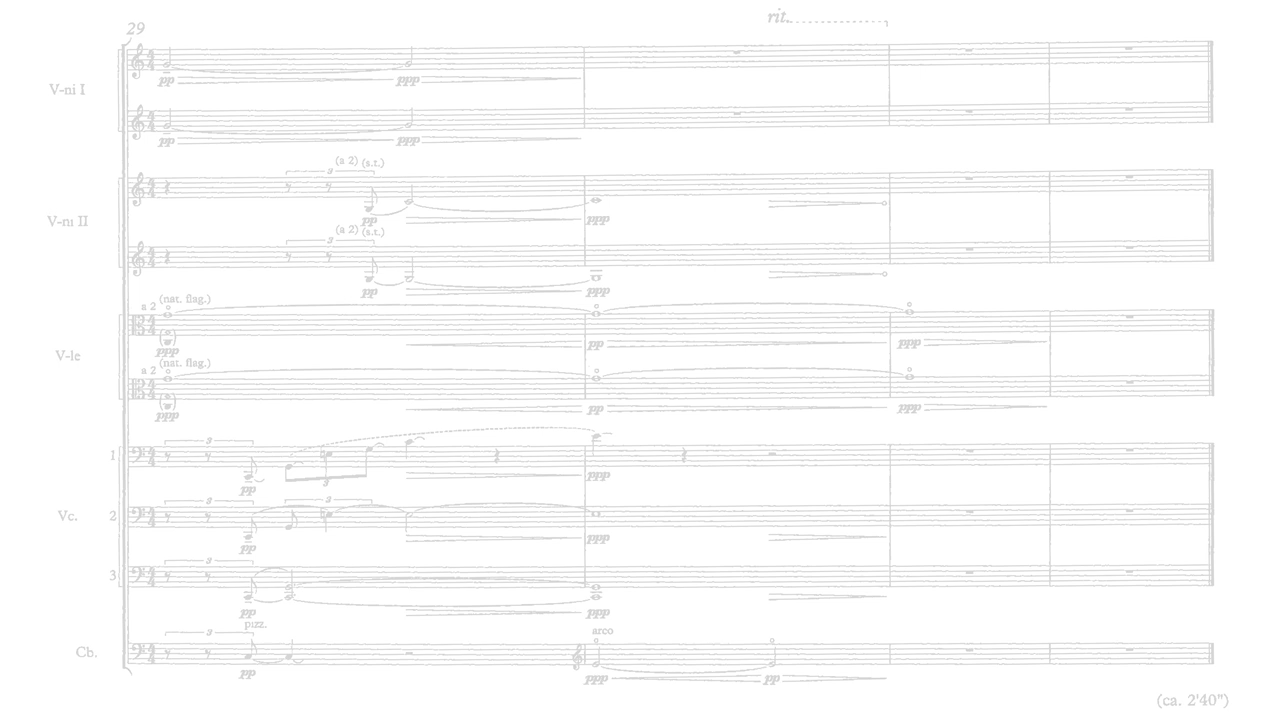 29
rit.
V-ni I
pp ppp
pp ppp
V-ni II
3 (a 2) (s.t.)
pp ppp
3 (a 2) (s.t.)
pp ppp
V-le
a 2 (nat. flag.)
ppp pp ppp
a 2 (nat. flag.)
ppp pp ppp
1 3
pp 3 ppp
Vc. 2 3 3
pp ppp
3 3
pp ppp
pizz. arco
Cb. 3
pp ppp pp
(ca. 2'40")